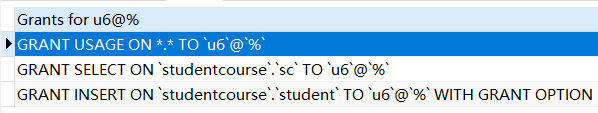 Grants for u6@%
GRANT USAGE ON *.* TO `u6`@`%`
GRANT SELECT ON `studentcourse`.`sc` TO `u6`@`%`
GRANT INSERT ON `studentcourse`.`student` TO `u6`@`%` WITH GRANT OPTION